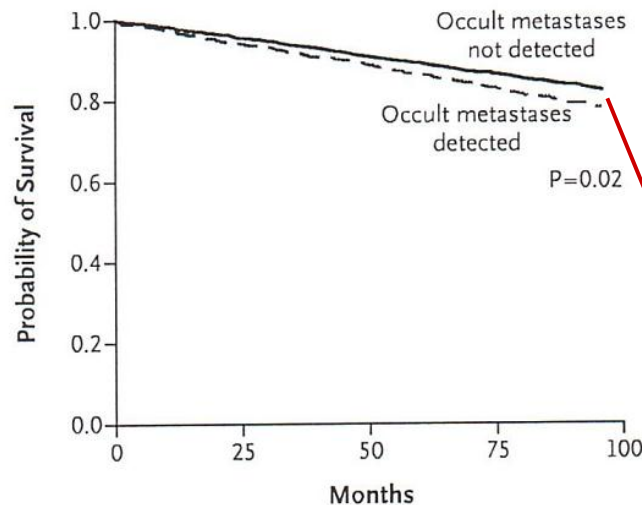 Probability of Survival
1.0
0.8
0.6
0.4
0.2
0.0
Occult metastases
not detected
Occult metastases
detected
P=0.02
0
25
50
75
100
Months